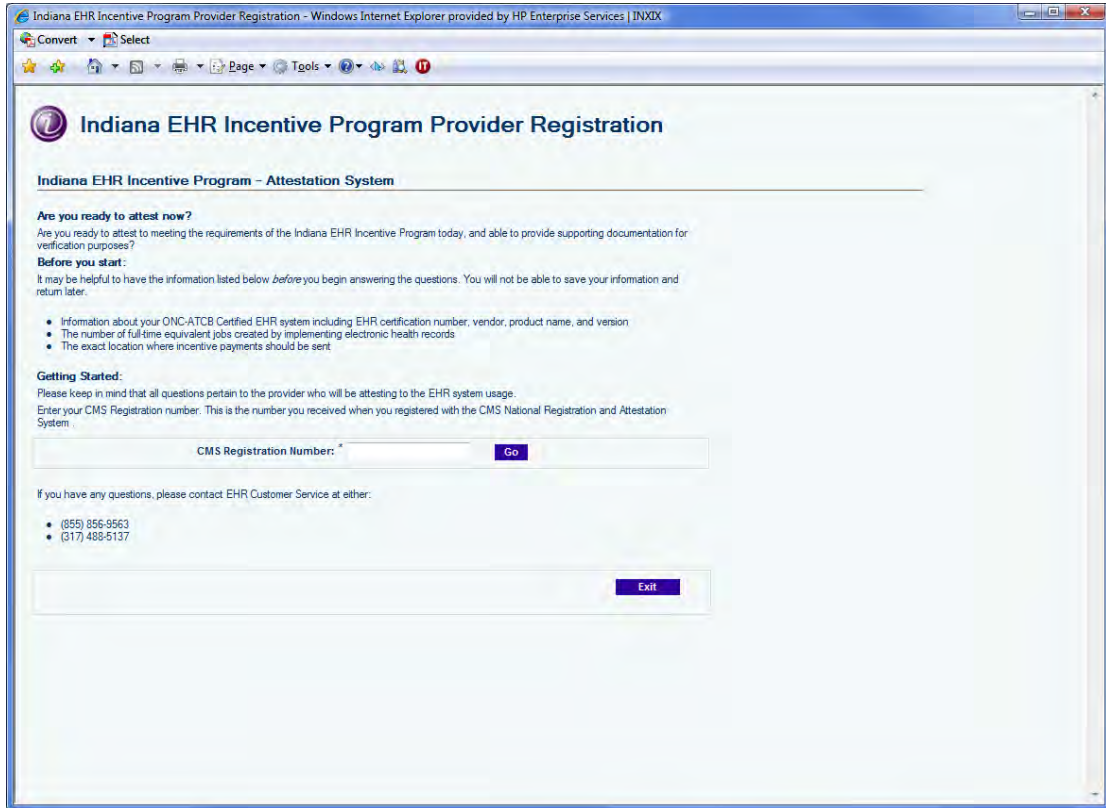 Indiana EHR Incentive Program Provider Registration - Windows Internet Explorer provided by HP Enterprise Services | INXIX
Convert Select
Page Tools
Indiana EHR Incentive Program Provider Registration
Indiana EHR Incentive Program - Attestation System
Are you ready to attest now?
Are you ready to attest to meeting the requirements of the Indiana EHR Incentive Program today, and able to provide supporting documentation for
verification purposes?
Before you start:
It may be helpful to have the information listed below before you begin answering the questions. You will not be able to save your information and
return later.
• Information about your ONC-ATCB Certified EHR system including EHR certification number, vendor, product name, and version
• The number of full-time equivalent jobs created by implementing electronic health records
• The exact location where incentive payments should be sent
Getting Started:
Please keep in mind that all questions pertain to the provider who will be attesting to the EHR system usage.
Enter your CMS Registration number. This is the number you received when you registered with the CMS National Registration and Attestation
System .
CMS Registration Number: * Go
If you have any questions, please contact EHR Customer Service at either:
• (855) 856-9563
• (317) 488-5137
Exit